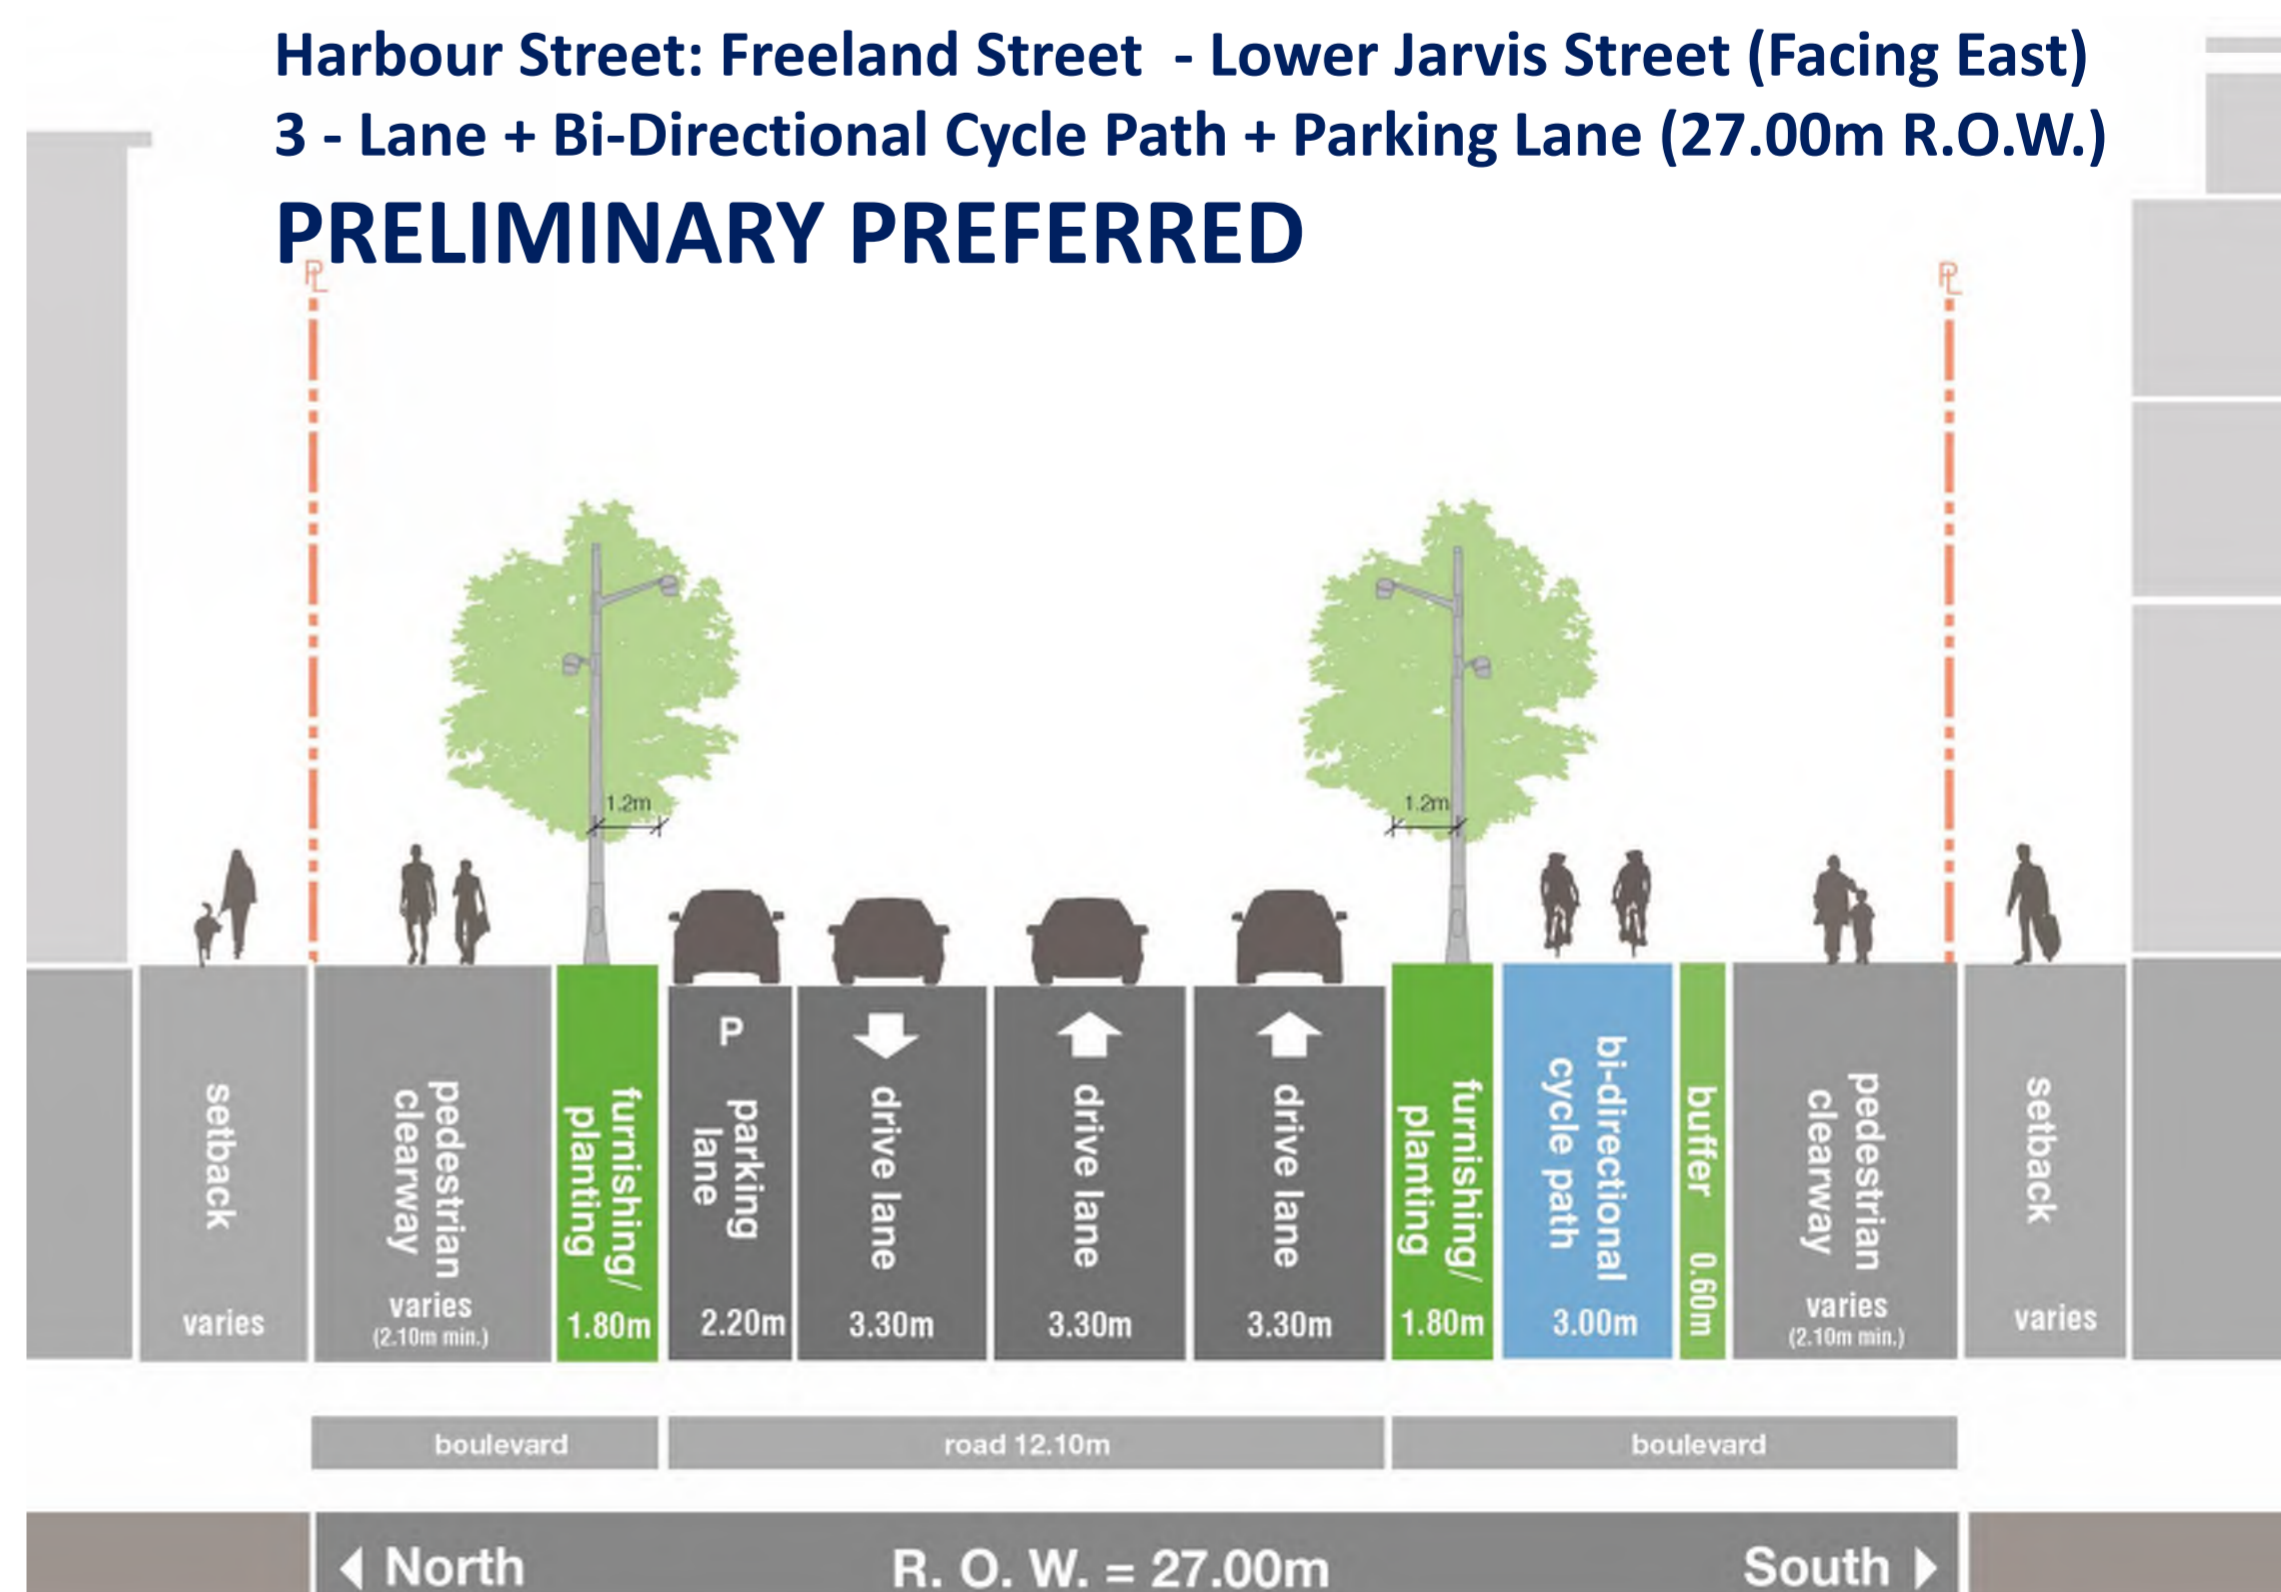 Harbour Street: Freeland Street - Lower Jarvis Street (Facing East)
3 - Lane + Bi-Directional Cycle Path + Parking Lane (27.00m R.O.W.)
PRELIMINARY PREFERRED
PL
PL
1.2m
1.2m
setback
varies
pedestrian
clearway
varies
(2.10m min.)
furnishing/
planting
1.80m
P
parking
lane
2.20m
drive lane
3.30m
drive lane
3.30m
drive lane
3.30m
furnishing/
planting
1.80m
bi-directional
cycle path
3.00m
buffer 0.60m
pedestrian
clearway
varies
(2.10m min.)
setback
varies
boulevard
road 12.10m
boulevard
North
R. O. W. = 27.00m
South